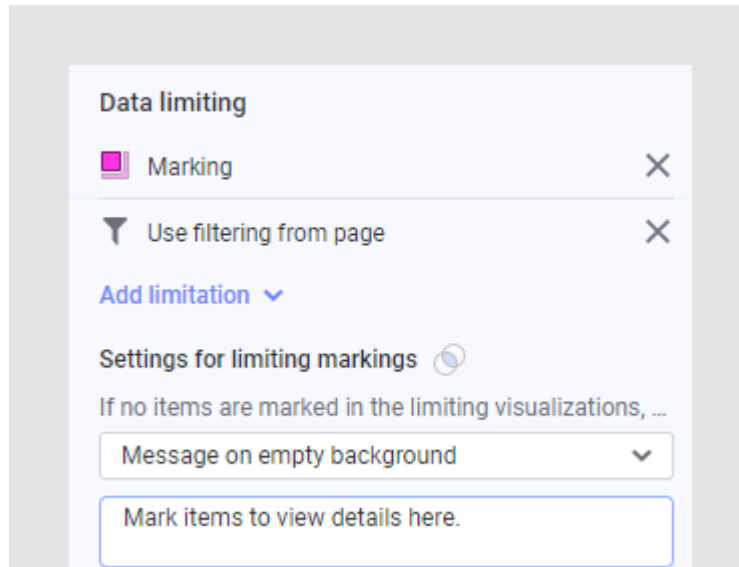 Data limiting
Marking
Use filtering from page
Add limitation
Settings for limiting markings
If no items are marked in the limiting visualizations, ...
Message on empty background
Mark items to view details here.